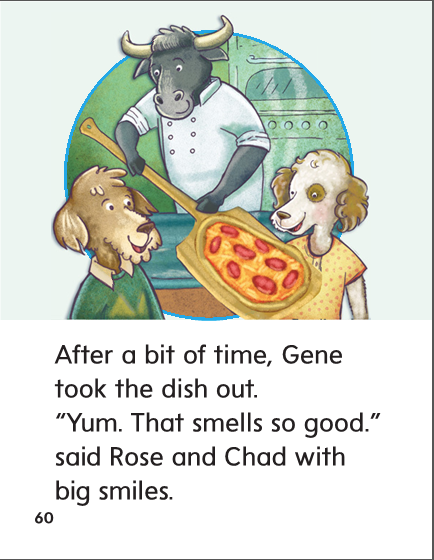 After a bit of time, Gene
took the dish out.
“Yum. That smells so good.”
said Rose and Chad with
big smiles.
60